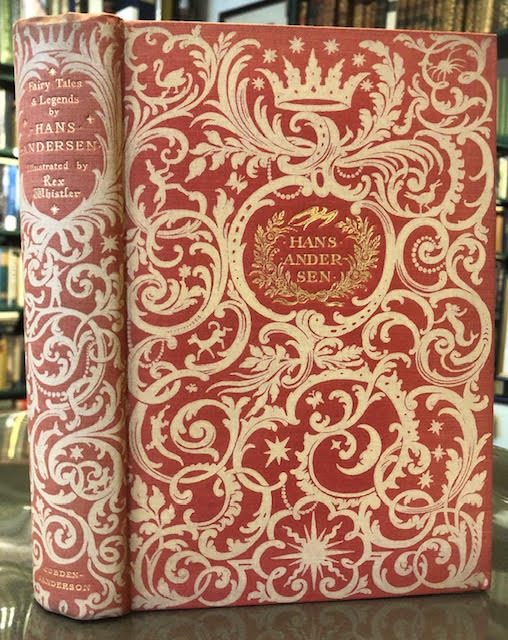 Fairy Tales
& Legends
by
HANS
ANDERSEN
Illustrated by
Rex
Whistler
COBDEN-
SANDERSON
HANS
ANDER-
SEN